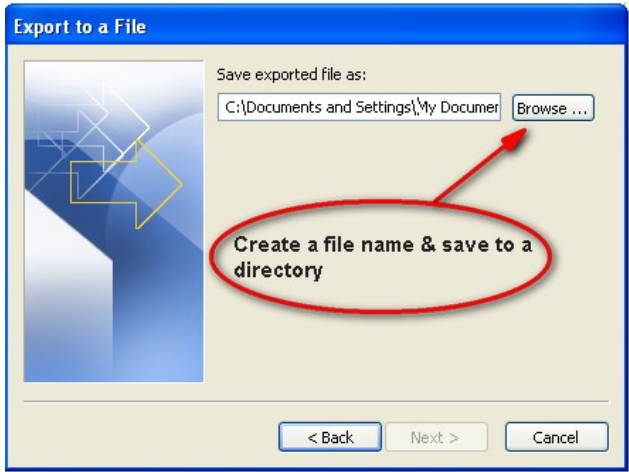 Export to a File
Save exported file as:
C:\Documents and Settings\My Documen
Browse ...
Create a file name & save to a
directory
< Back
Next >
Cancel